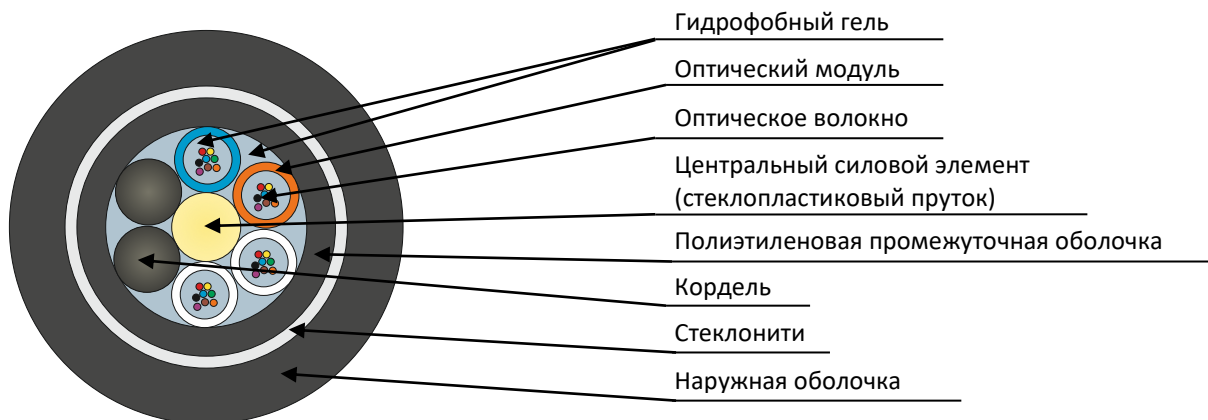 Гидрофобный гель
Оптический модуль
Оптическое волокно
Центральный силовой элемент
(стеклопластиковый пруток)
Полиэтиленовая промежуточная оболочка
Кордель
Стеклонити
Наружная оболочка